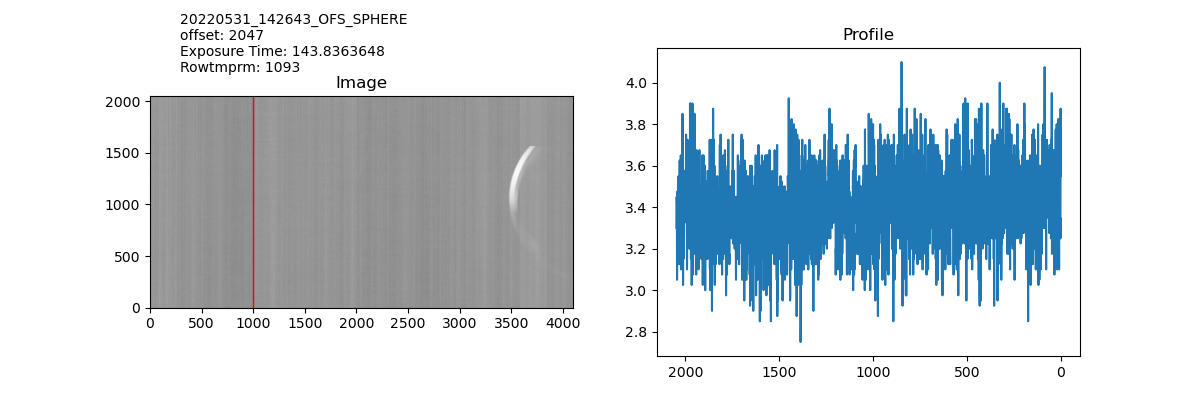 20220531_142643_OFS_SPHERE
offset: 2047
Exposure Time: 143.8363648
Rowtmprm: 1093
Image
2000
1500
1000
500
0
0 500 1000 1500 2000 2500 3000 3500 4000
Profile
4.0
3.8
3.6
3.4
3.2
3.0
2.8
2000 1500 1000 500 0